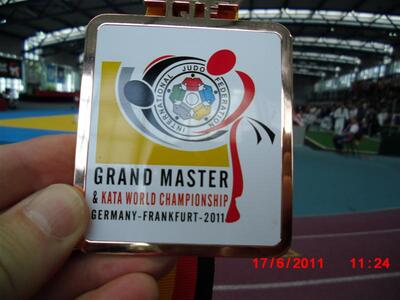 INTERNATIONAL JUDO FEDERATION
GRAND MASTER
& KATA WORLD CHAMPIONSHIP
GERMANY-FRANKFURT-2011
17/6/2011 11:24